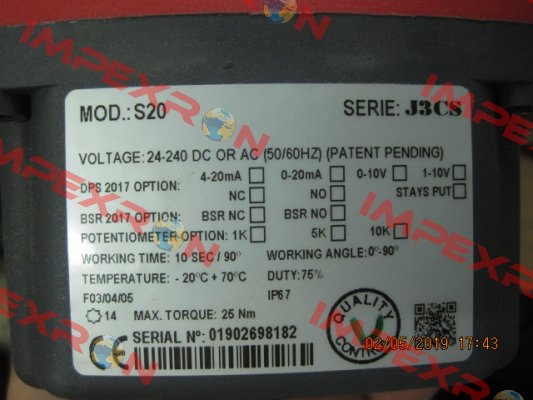 MOD.: S20 SERIE: J3CS
VOLTAGE: 24-240 DC OR AC (50/60HZ) (PATENT PENDING)
DPS 2017 OPTION: 4-20mA 0-20mA 0-10V 1-10V
NC NO STAYS PUT
BSR 2017 OPTION: BSR NC BSR NO
POTENTIOMETER OPTION: 1K 5K 10K
WORKING TIME: 10 SEC / 90° WORKING ANGLE: 0°-90°
TEMPERATURE: - 20°C + 70°C DUTY: 75%
F03/04/05 IP67
14 MAX. TORQUE: 25 Nm
CE SERIAL Nº: 01902698182
QUALITY CONTROL
02/05/2019 17:43
IMPEXRON
IMPEXRON
IMPEXRON
IMPEXRON